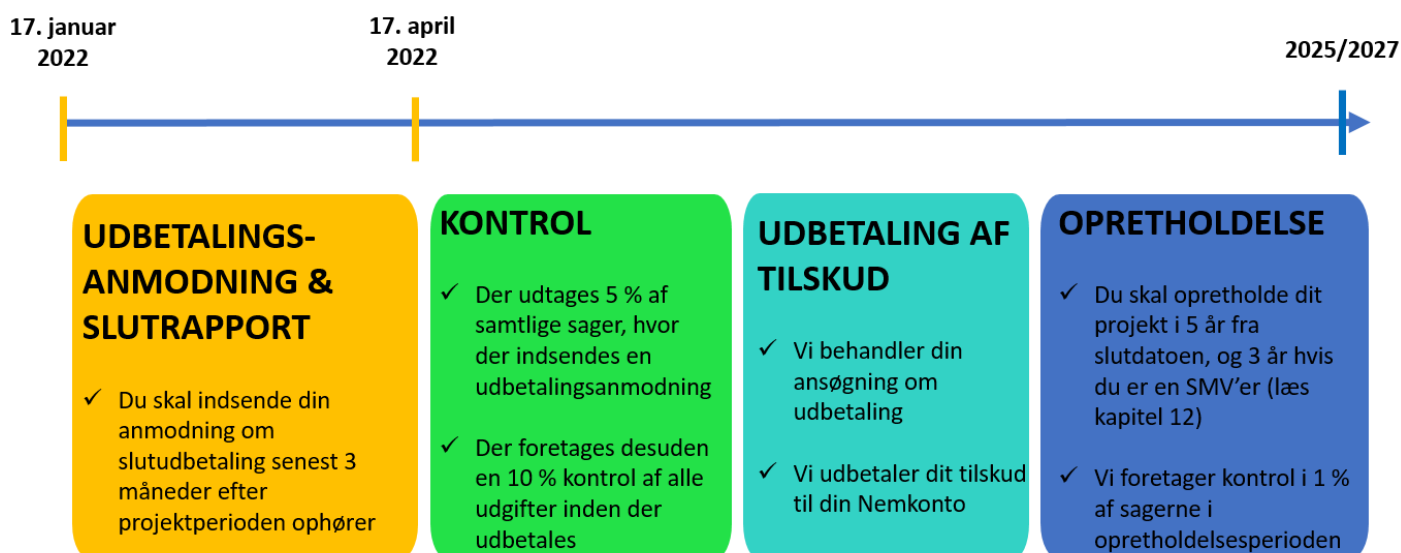 17. januar
2022
17. april
2022
2025/2027
UDBETALINGS-
ANMODNING &
SLUTRAPPORT
✓ Du skal indsende din
anmodning om
slutudbetaling senest 3
måneder efter
projektperioden ophører
KONTROL
✓ Der udtages 5 % af
samtlige sager, hvor
der indsendes en
udbetalingsanmodning
✓ Der foretages desuden
en 10 % kontrol af alle
udgifter inden der
udbetales
UDBETALING AF
TILSKUD
✓ Vi behandler din
ansøgning om
udbetaling
✓ Vi udbetaler dit tilskud
til din Nemkonto
OPRETHOLDELSE
✓ Du skal opretholde dit
projekt i 5 år fra
slutdatoen, og 3 år hvis
du er en SMV’er (læs
kapitel 12)
✓ Vi foretager kontrol i 1 %
af sagerne i
opretholdelsesperioden